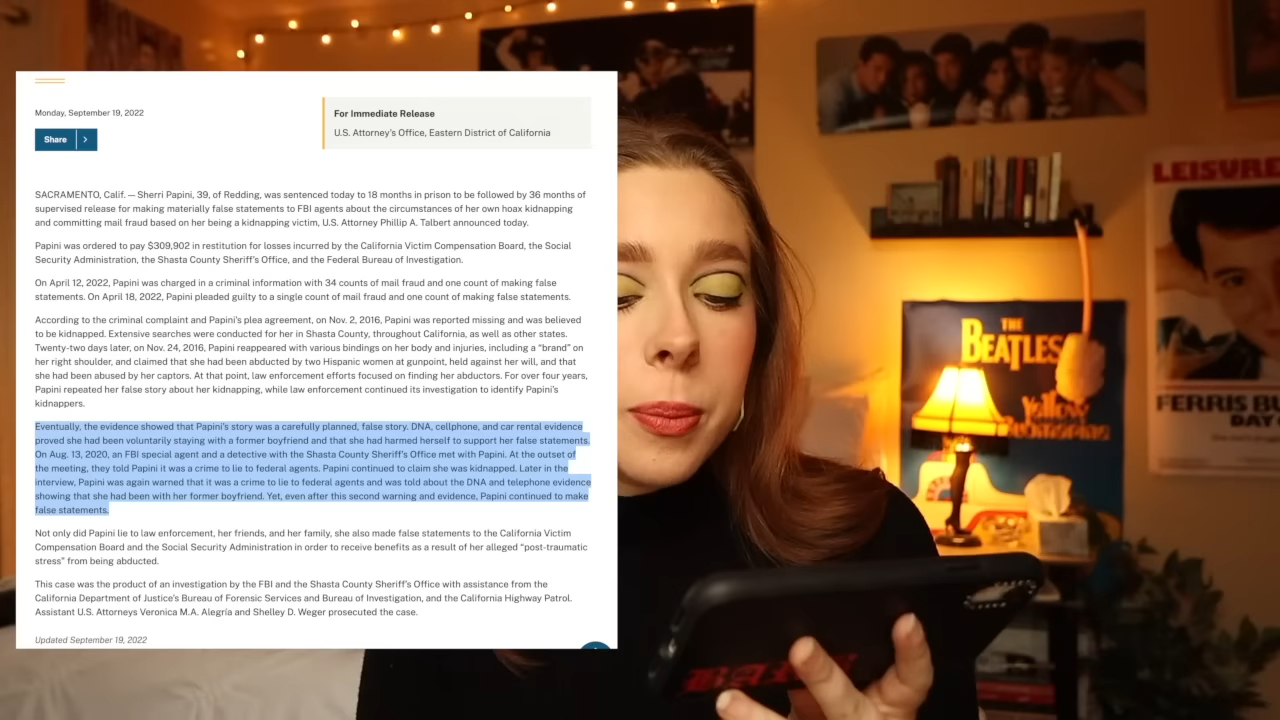 Monday, September 19, 2022
Share
For Immediate Release
U.S. Attorney's Office, Eastern District of California
SACRAMENTO, Calif. — Sherri Papini, 39, of Redding, was sentenced today to 18 months in prison to be followed by 36 months of
supervised release for making materially false statements to FBI agents about the circumstances of her own hoax kidnapping
and committing mail fraud based on her being a kidnapping victim, U.S. Attorney Phillip A. Talbert announced today.
Papini was ordered to pay $309,902 in restitution for losses incurred by the California Victim Compensation Board, the Social
Security Administration, the Shasta County Sheriff's Office, and the Federal Bureau of Investigation.
On April 12, 2022, Papini was charged in a criminal information with 34 counts of mail fraud and one count of making false
statements. On April 18, 2022, Papini pleaded guilty to a single count of mail fraud and one count of making false statements.
According to the criminal complaint and Papini's plea agreement, on Nov. 2, 2016, Papini was reported missing and was believed
to be kidnapped. Extensive searches were conducted for her in Shasta County, throughout California, as well as other states.
Twenty-two days later, on Nov. 24, 2016, Papini reappeared with various bindings on her body and injuries, including a “brand” on
her right shoulder, and claimed that she had been abducted by two Hispanic women at gunpoint, held against her will, and that
she had been abused by her captors. At that point, law enforcement efforts focused on finding her abductors. For over four years,
Papini repeated her false story about her kidnapping, while law enforcement continued its investigation to identify Papini's
kidnappers.
Eventually, the evidence showed that Papini's story was a carefully planned, false story. DNA, cellphone, and car rental evidence
proved she had been voluntarily staying with a former boyfriend and that she had harmed herself to support her false statements.
On Aug. 13, 2020, an FBI special agent and a detective with the Shasta County Sheriff's Office met with Papini. At the outset of
the meeting, they told Papini it was a crime to lie to federal agents. Papini continued to claim she was kidnapped. Later in the
interview, Papini was again warned that it was a crime to lie to federal agents and was told about the DNA and telephone evidence
showing that she had been with her former boyfriend. Yet, even after this second warning and evidence, Papini continued to make
false statements.
Not only did Papini lie to law enforcement, her friends, and her family, she also made false statements to the California Victim
Compensation Board and the Social Security Administration in order to receive benefits as a result of her alleged “post-traumatic
stress” from being abducted.
This case was the product of an investigation by the FBI and the Shasta County Sheriff's Office with assistance from the
California Department of Justice's Bureau of Forensic Services and Bureau of Investigation, and the California Highway Patrol.
Assistant U.S. Attorneys Veronica M.A. Alegría and Shelley D. Weger prosecuted the case.
Updated September 19, 2022
THE
BEATLES
Yellow
Submarine
LEISURE
FERRIS BU
DAY